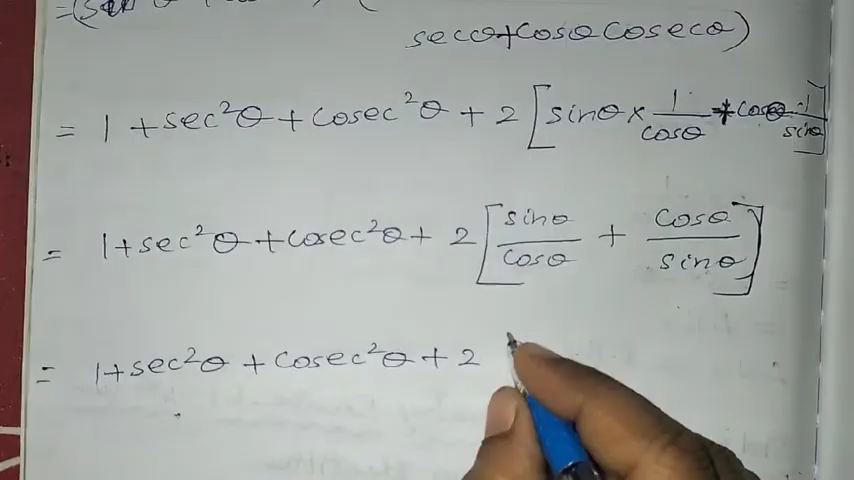 secθ+cosθ cosecθ)
= 1 + sec²θ + cosec²θ + 2 [sinθ × 1/cosθ + cosθ · 1/sinθ]
= 1+sec²θ+cosec²θ+ 2 [sinθ/cosθ + cosθ/sinθ]
= 1+sec²θ + cosec²θ + 2